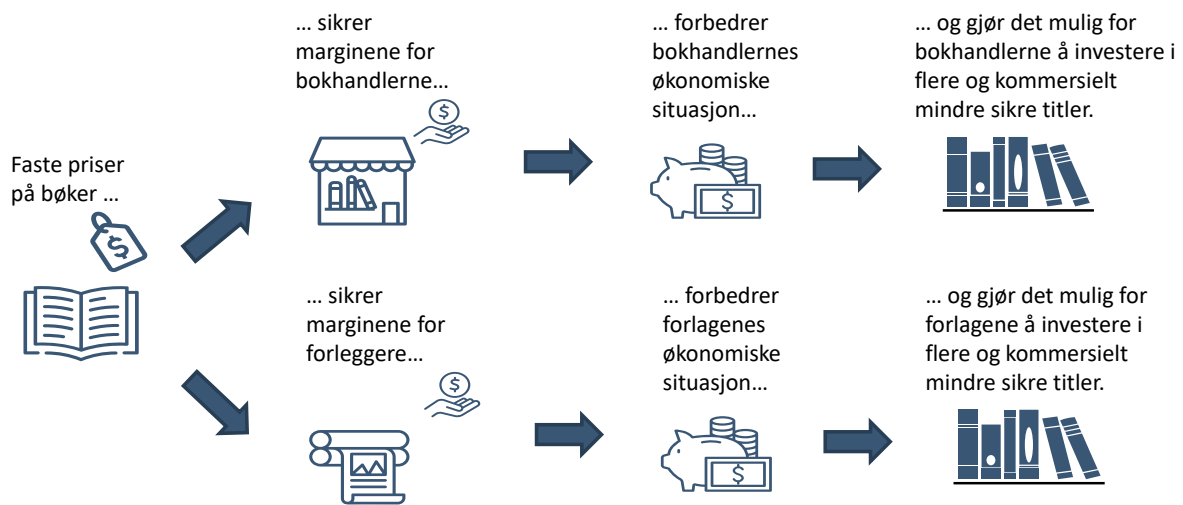 Faste priser
på bøker …
… sikrer
marginene for
bokhandlerne…
… forbedrer
bokhandlernes
økonomiske
situasjon…
… og gjør det mulig for
bokhandlerne å investere i
flere og kommersielt
mindre sikre titler.
… sikrer
marginene for
forleggere…
… forbedrer
forlagenes
økonomiske
situasjon…
… og gjør det mulig for
forlagene å investere i
flere og kommersielt
mindre sikre titler.